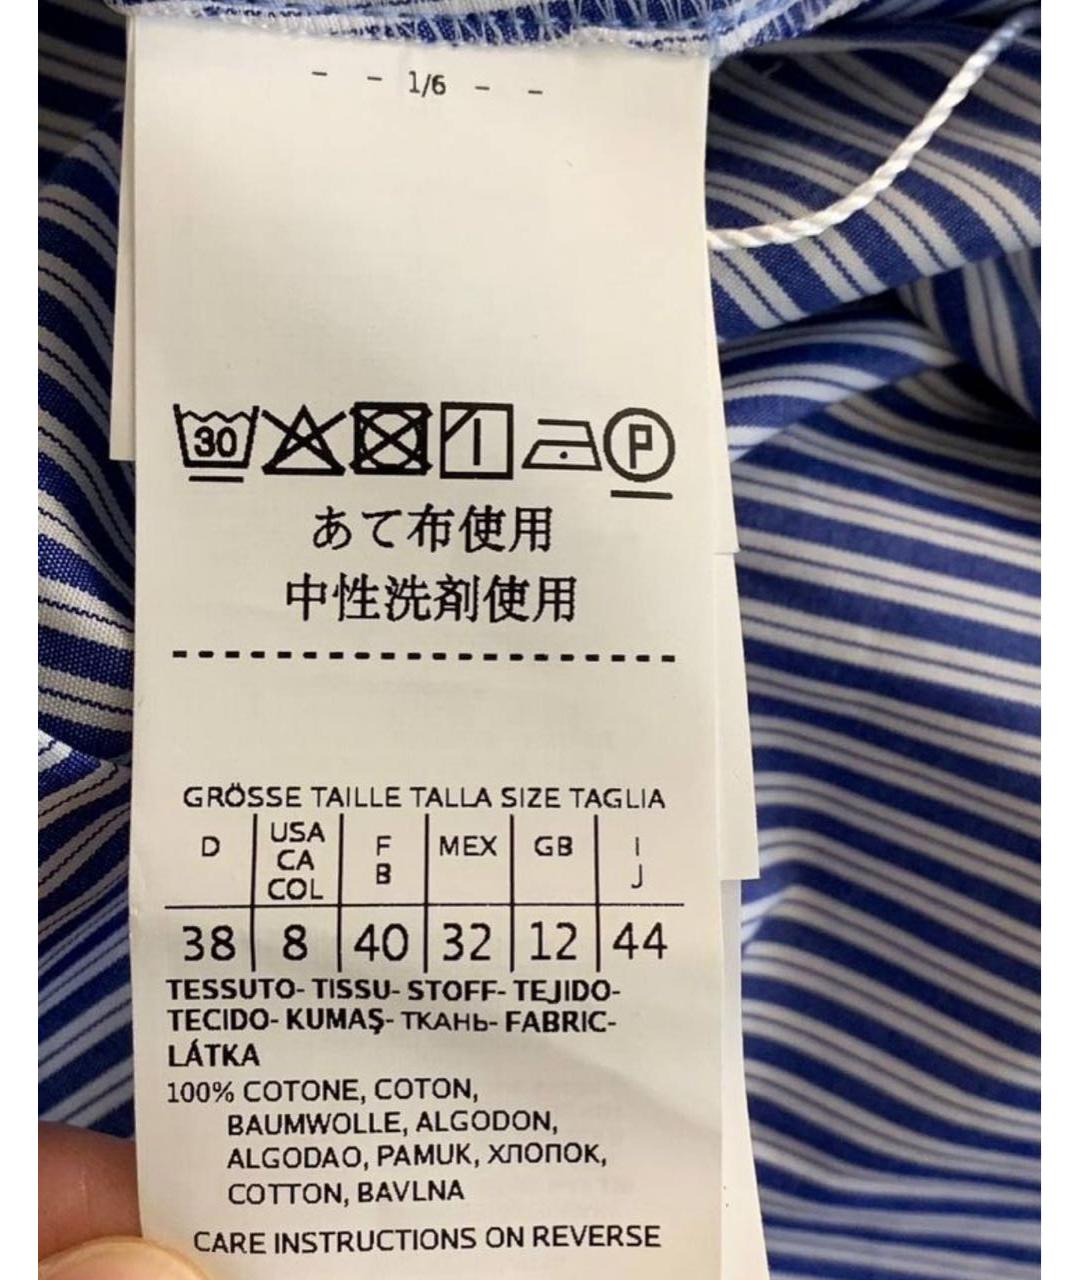 - - 1/6 - -
30 P
あて布使用
中性洗剤使用
GRÖSSE TAILLE TALLA SIZE TAGLIA
D USA CA COL F B MEX GB I J
38 8 40 32 12 44
TESSUTO- TISSU- STOFF- TEJIDO-
TECIDO- KUMAŞ- ТКАНЬ- FABRIC-
LÁTKA
100% COTONE, COTON,
BAUMWOLLE, ALGODON,
ALGODAO, PAMUK, ХЛОПОК,
COTTON, BAVLNA
CARE INSTRUCTIONS ON REVERSE